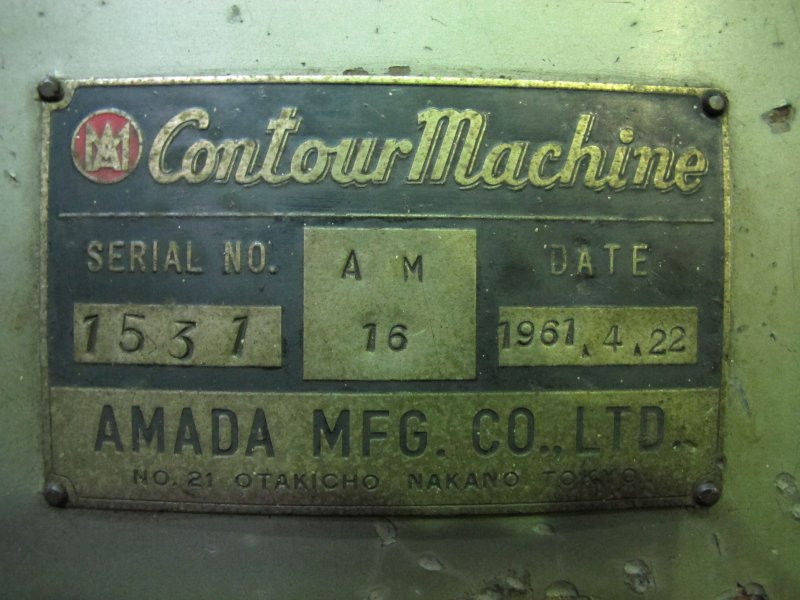 Contour Machine
SERIAL NO.
1531
A M
16
DATE
1961.4.22
AMADA MFG. CO., LTD.
NO. 21 OTAKICHO NAKANO TOKYO